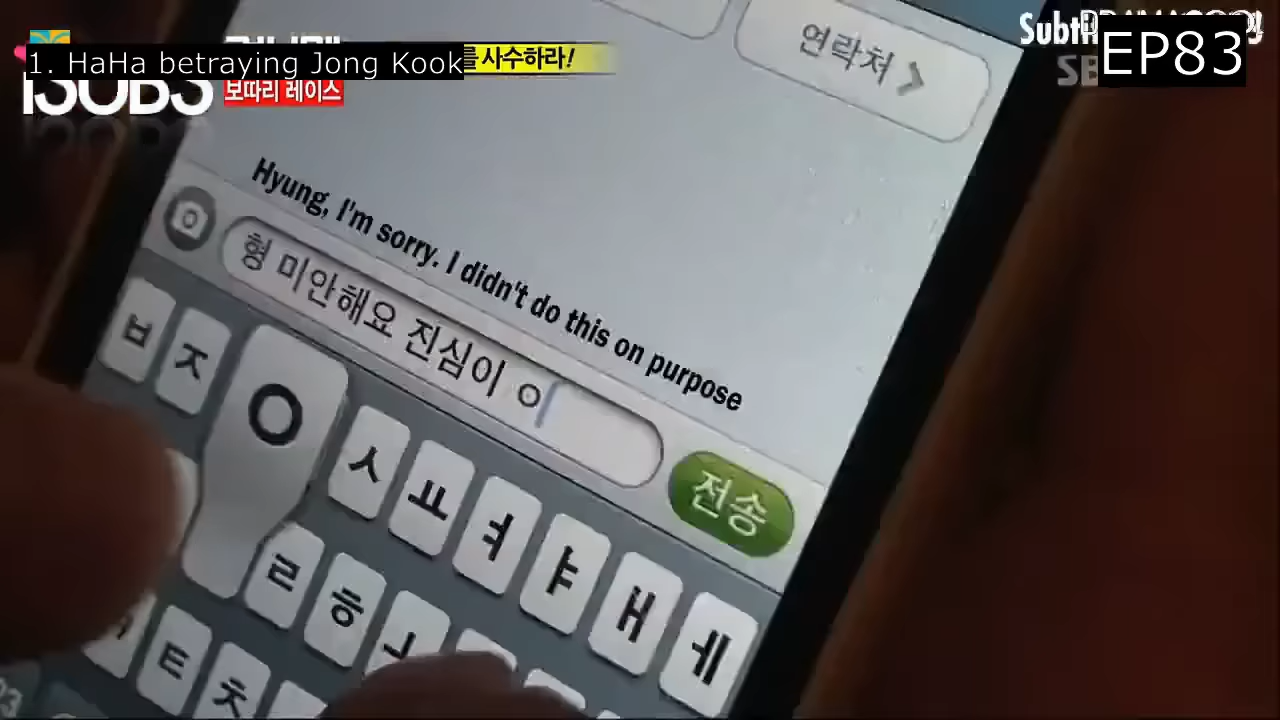 1. HaHa betraying Jong Kook
를 사수하라!
보따리 레이스
EP83
연락처
Hyung, I'm sorry. I didn't do this on purpose
형 미안해요 진심이 ㅇ
전송
ㅂ ㅈ ㅇ ㅅ ㅛ ㅕ ㅑ ㅐ ㅔ
ㄹ ㅎ ㅗ
ㅌ ㅊ